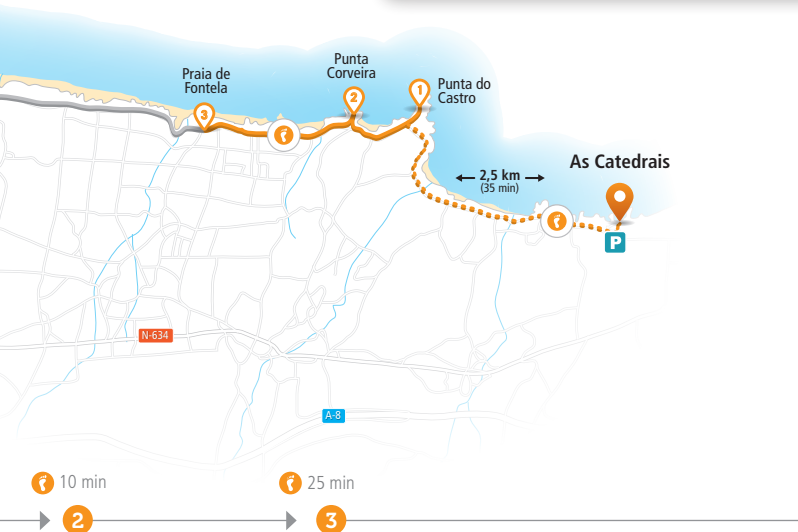 Punta
Corveira
Praia de
Fontela
Punta do
Castro
1
2
3
2,5 km
(35 min)
As Catedrais
P
N-634
A-8
10 min
25 min
2
3